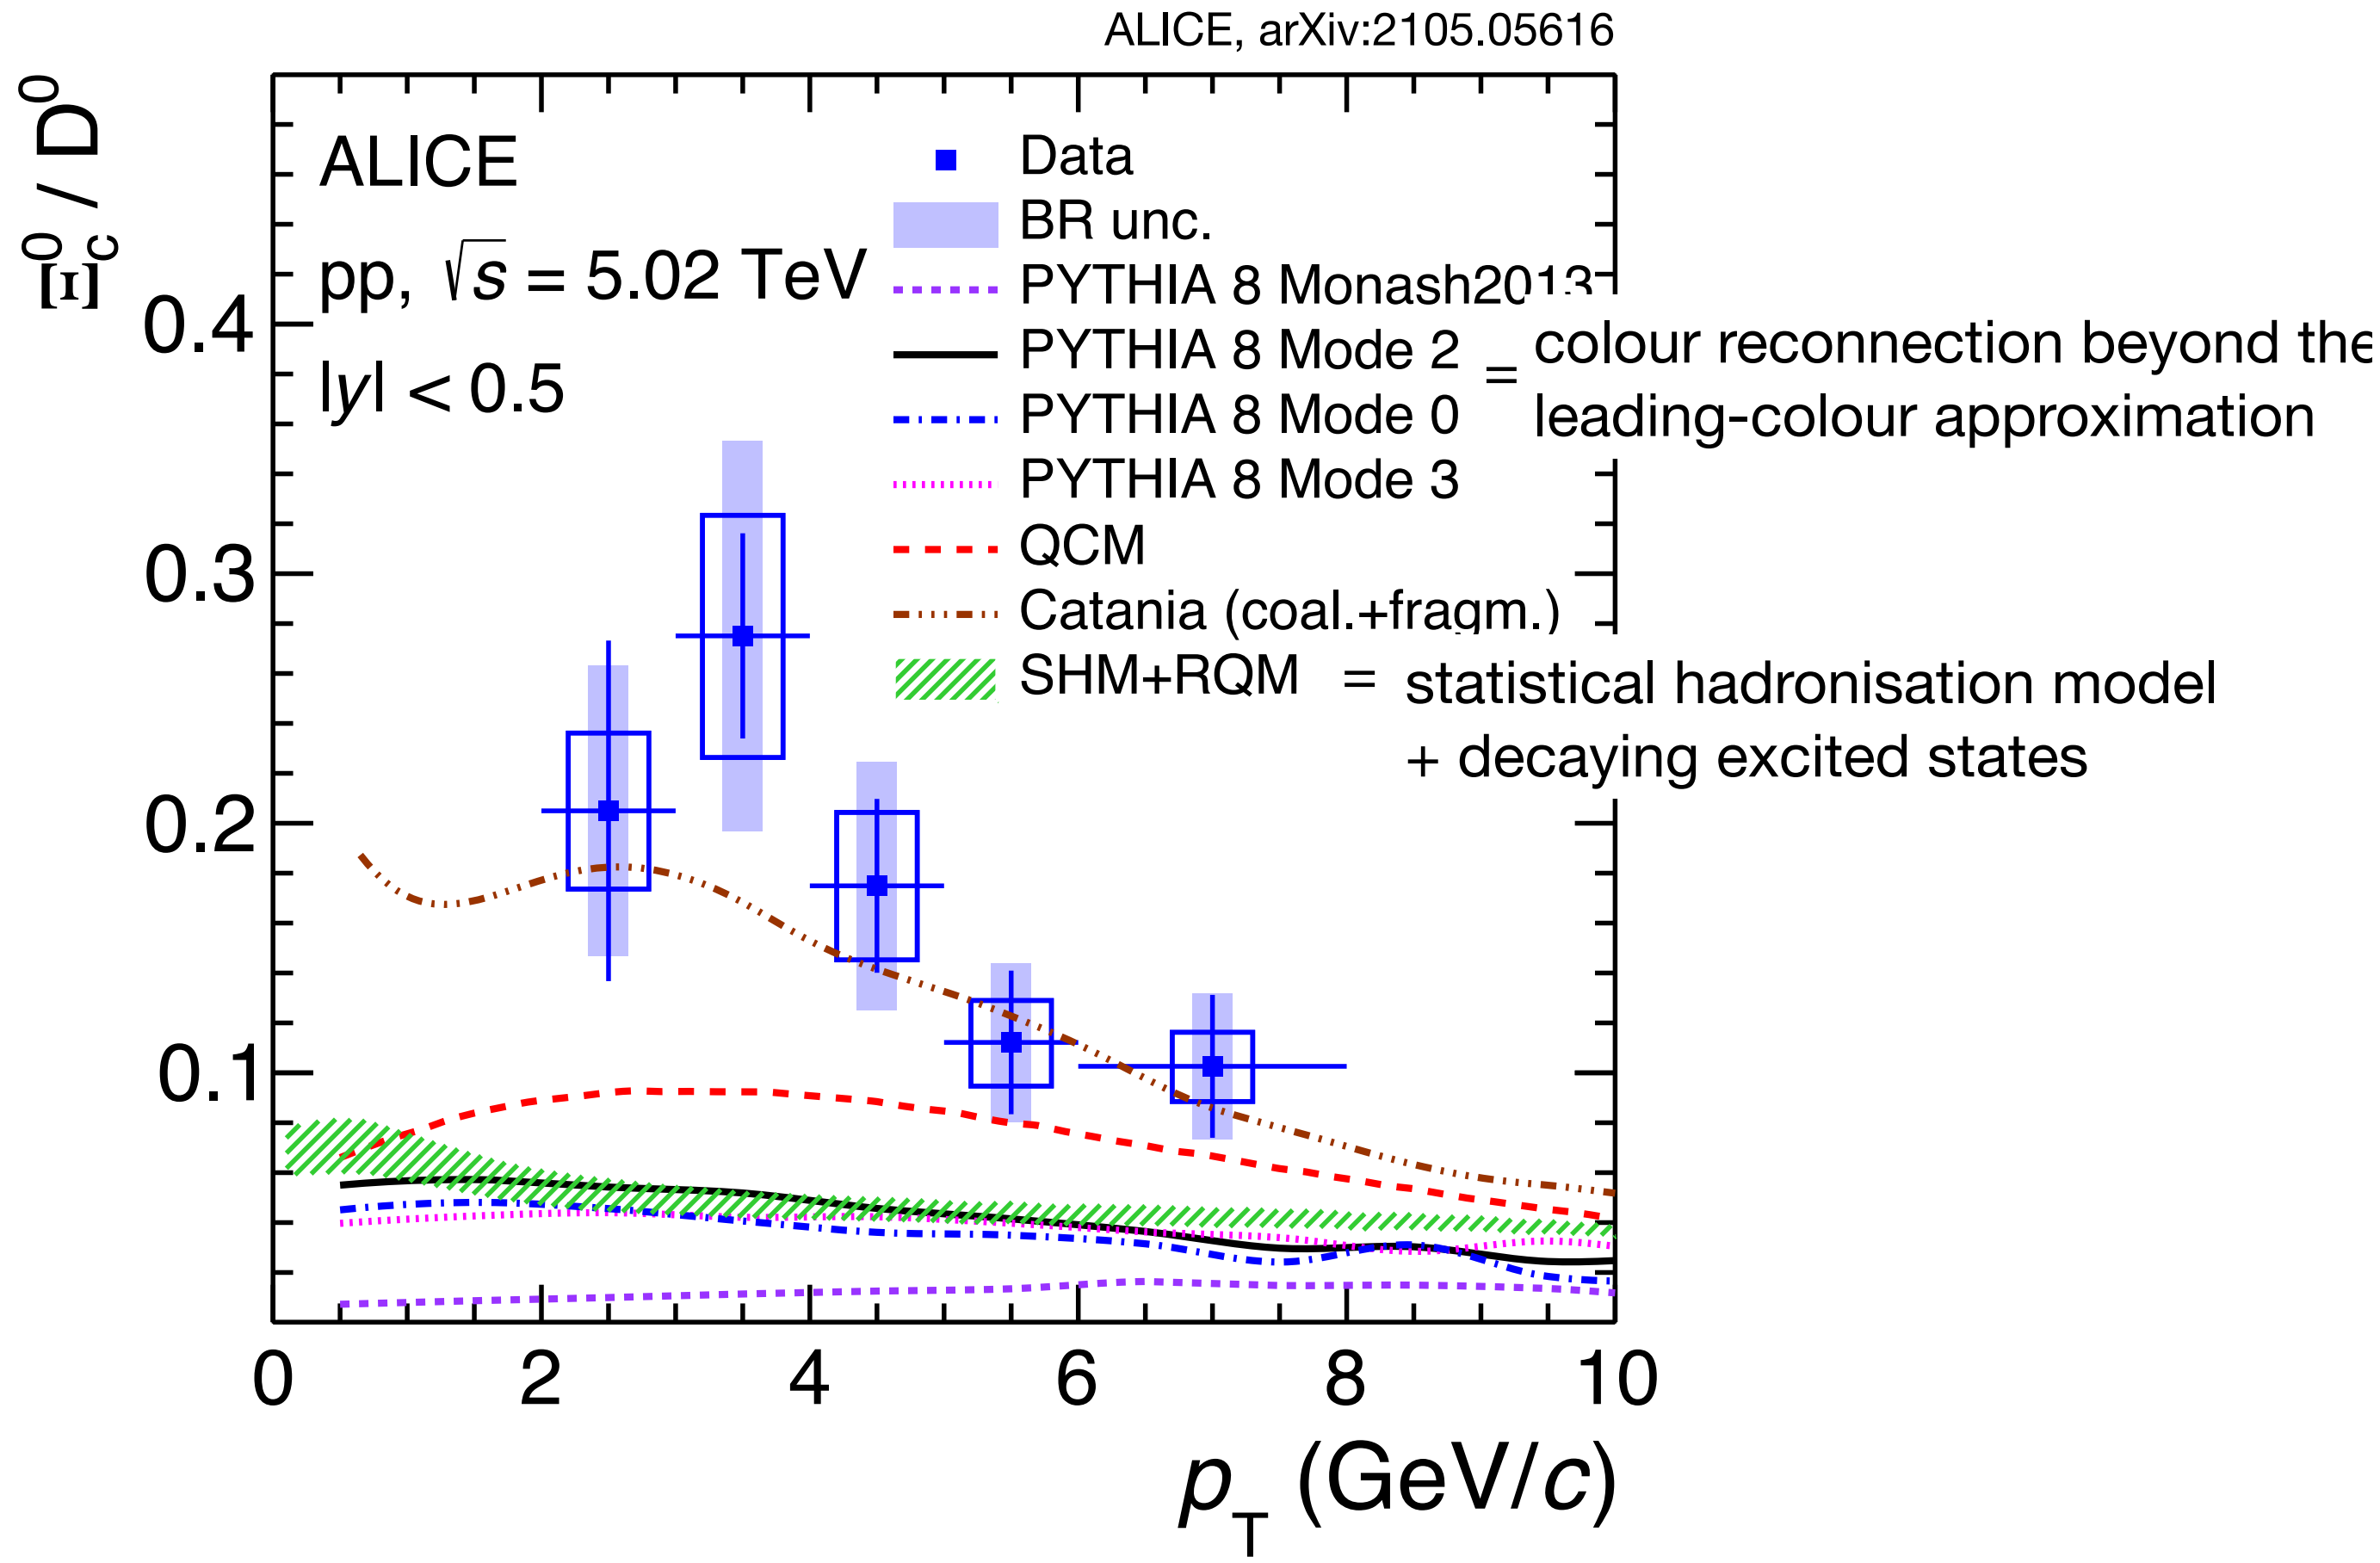 ALICE, arXiv:2105.05616
Ξ⁰c / D⁰
ALICE
pp, √s = 5.02 TeV
|y| < 0.5
Data
BR unc.
PYTHIA 8 Monash2013
PYTHIA 8 Mode 2
PYTHIA 8 Mode 0
PYTHIA 8 Mode 3
= colour reconnection beyond the
leading-colour approximation
QCM
Catania (coal.+fragm.)
SHM+RQM = statistical hadronisation model
+ decaying excited states
0.4
0.3
0.2
0.1
0 2 4 6 8 10
pT (GeV/c)